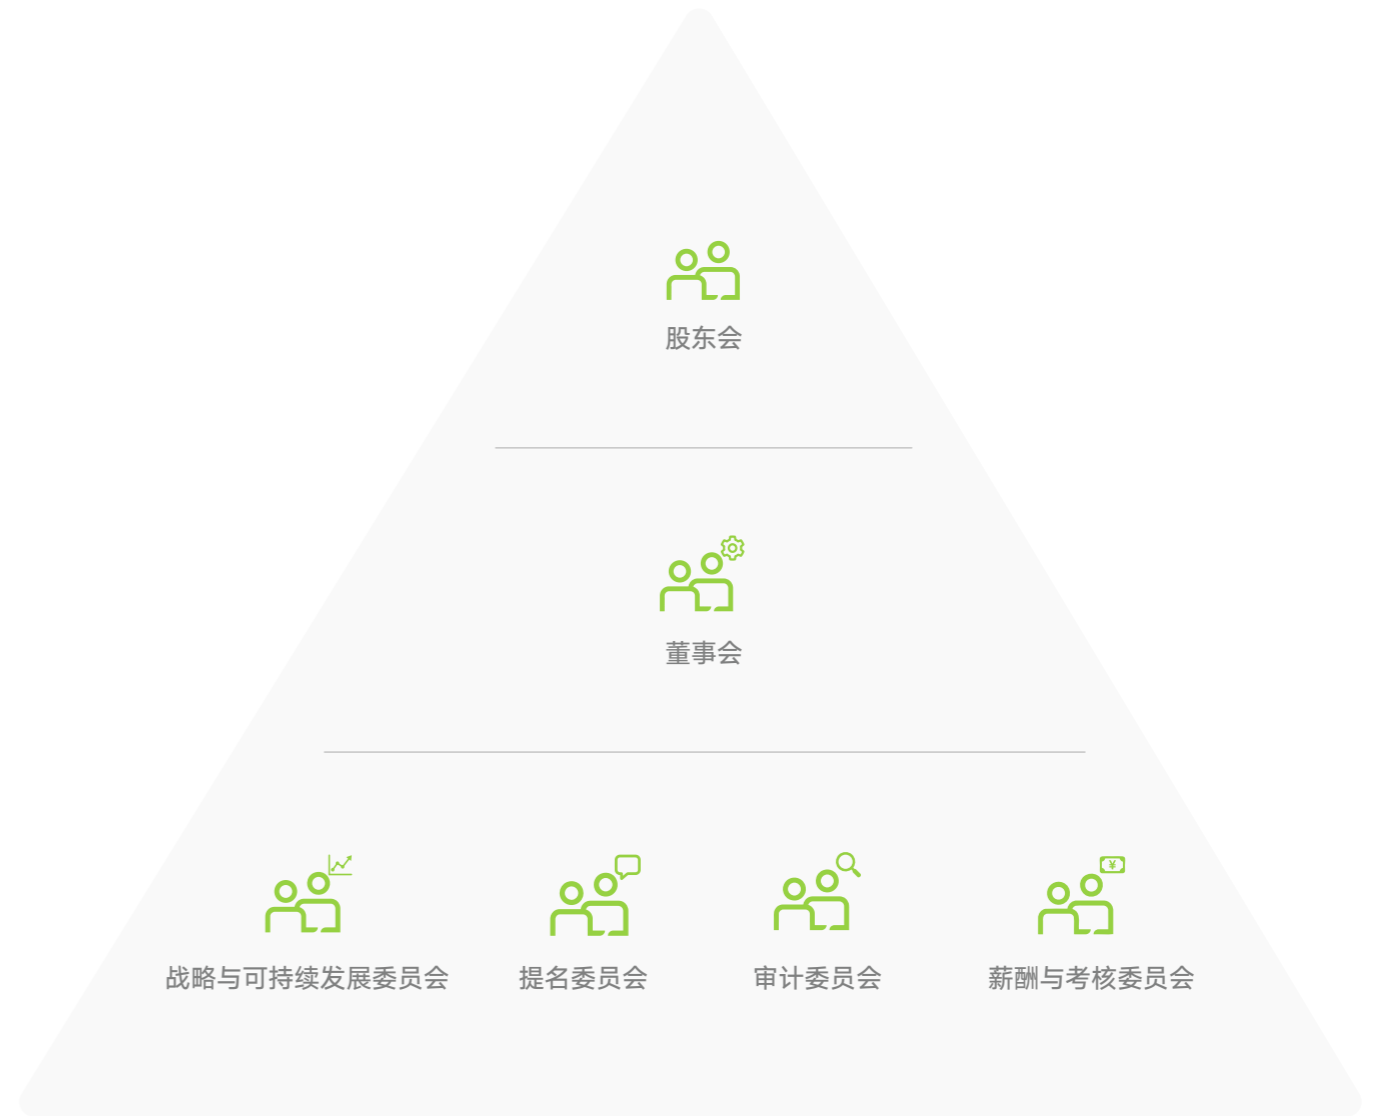 股东会
董事会
战略与可持续发展委员会
提名委员会
审计委员会
薪酬与考核委员会